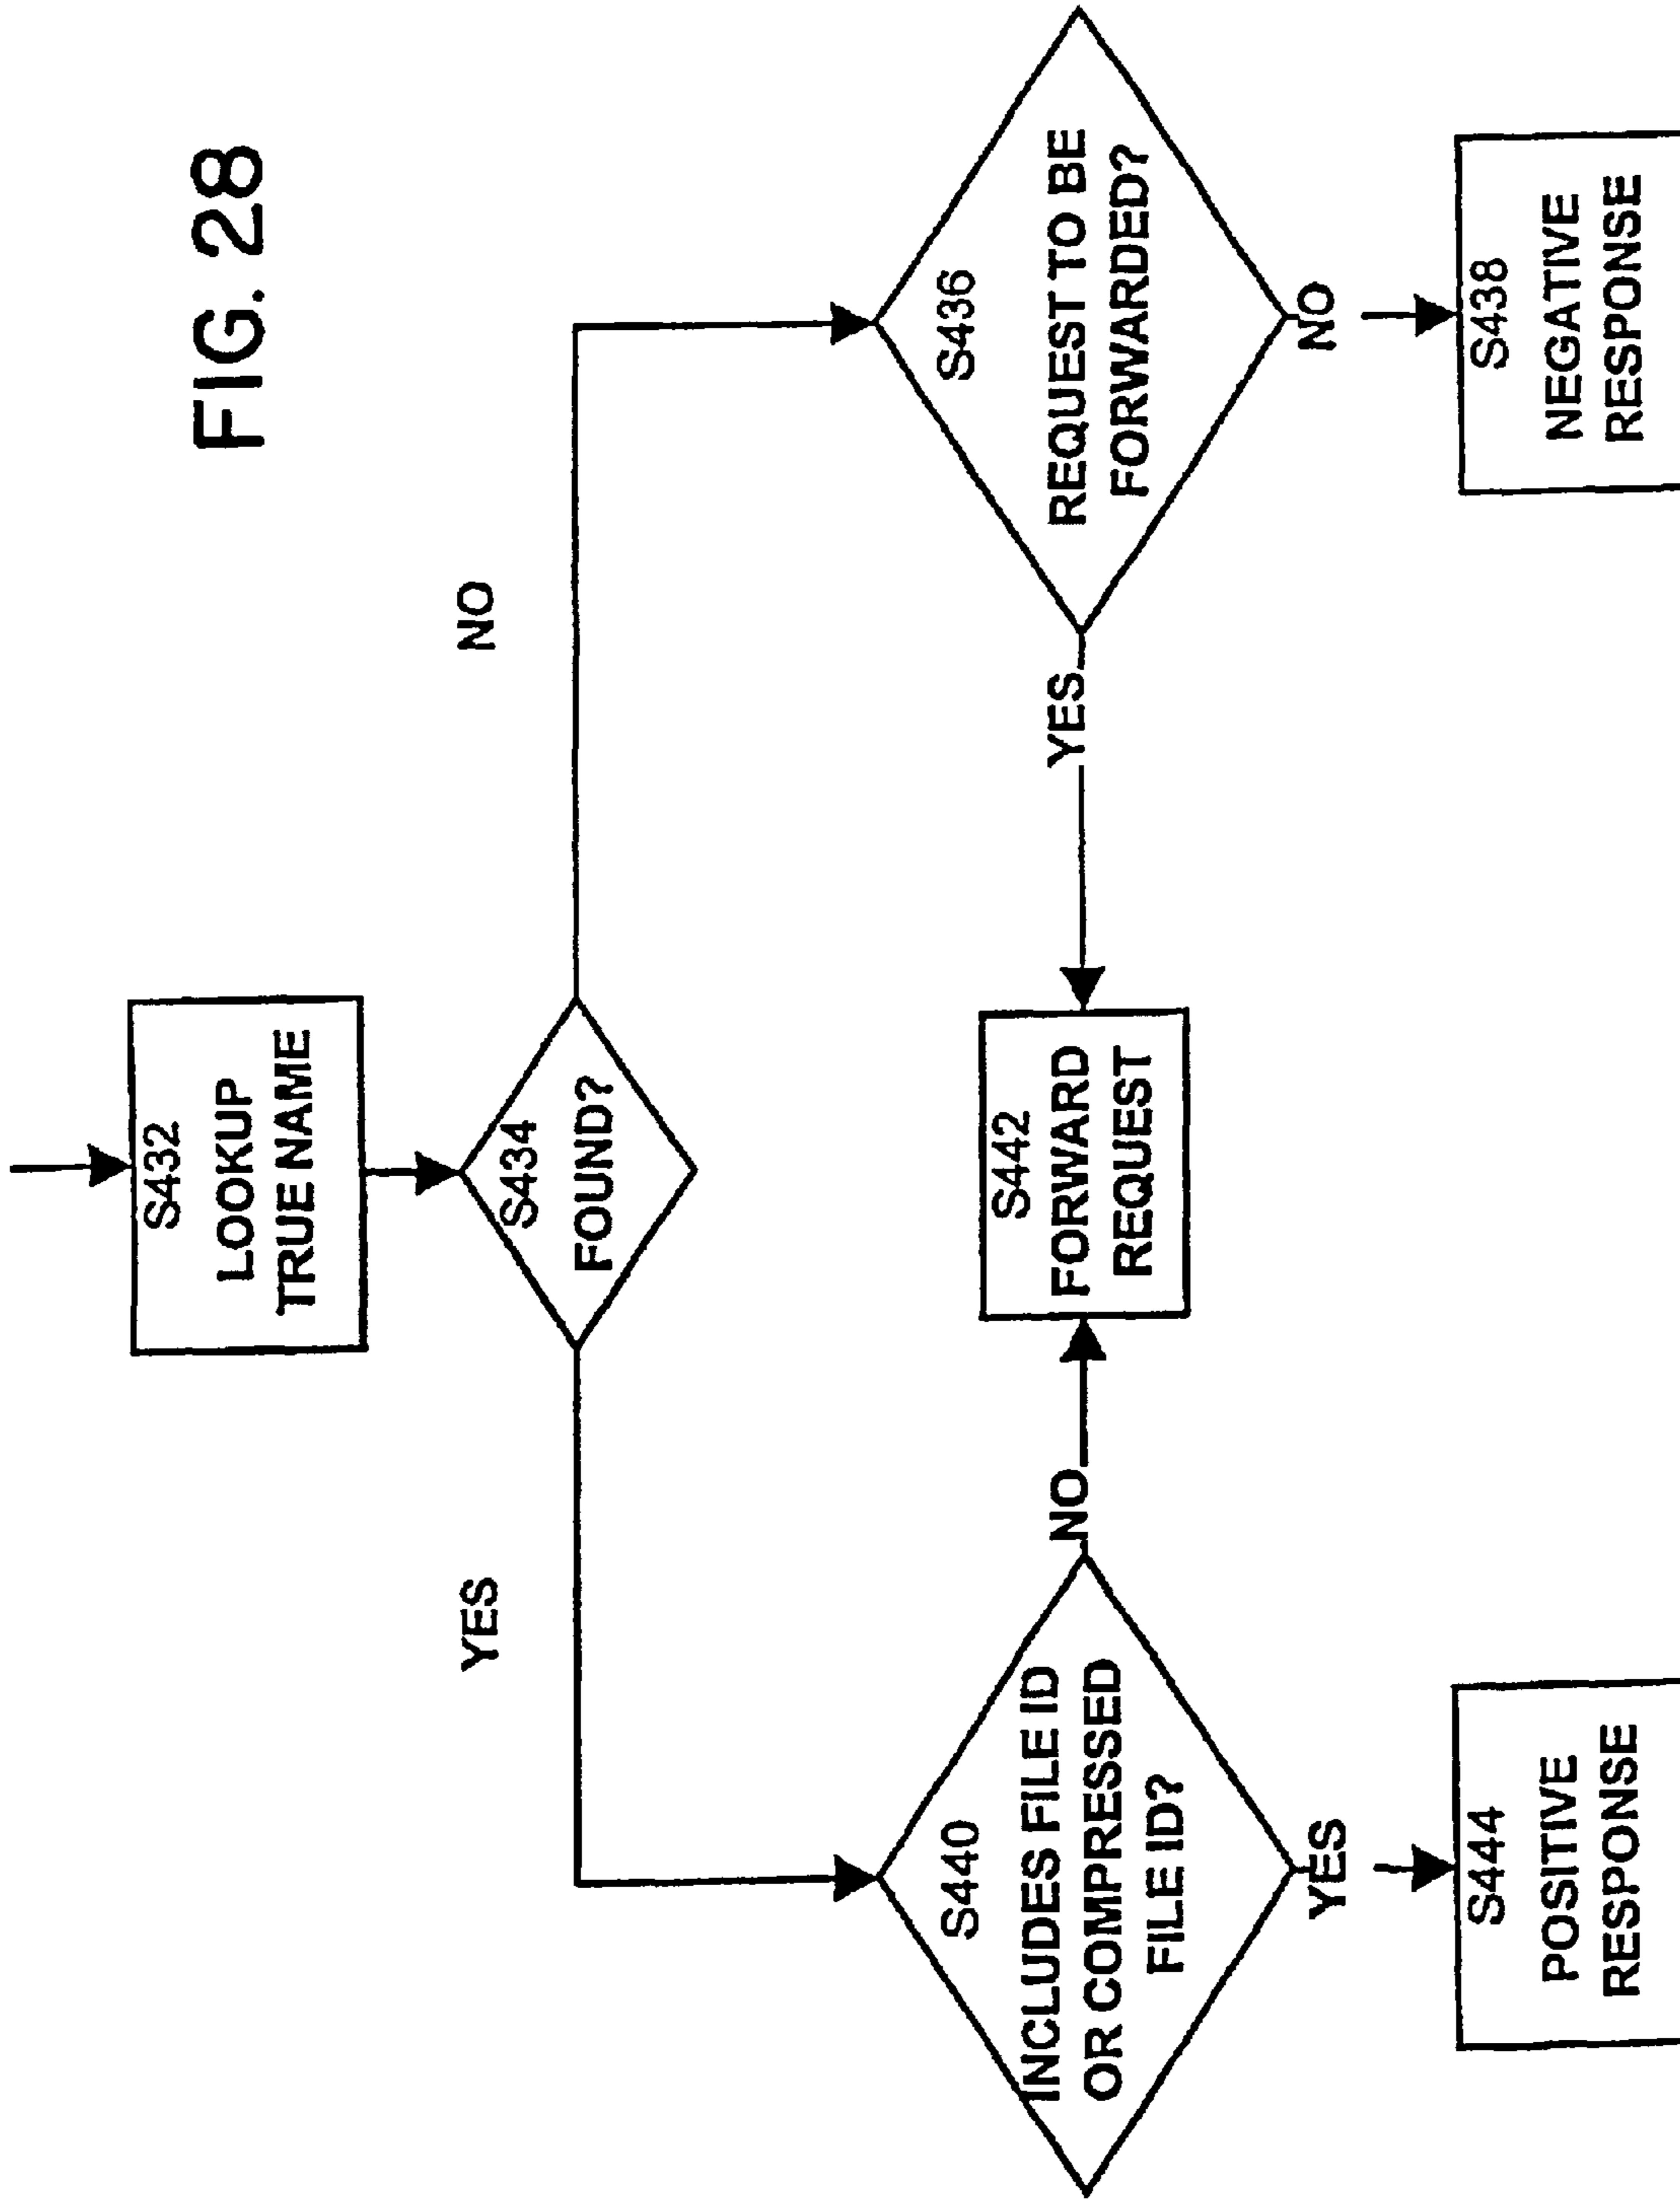 FIG. 28
S432
LOOKUP
TRUE NAME
S434
FOUND?
YES
NO
S440
INCLUDES FILE ID
OR COMPRESSED
FILE ID?
NO
S442
FORWARD
REQUEST
YES
S436
REQUEST TO BE
FORWARDED?
YES
NO
S444
POSITIVE
RESPONSE
S438
NEGATIVE
RESPONSE